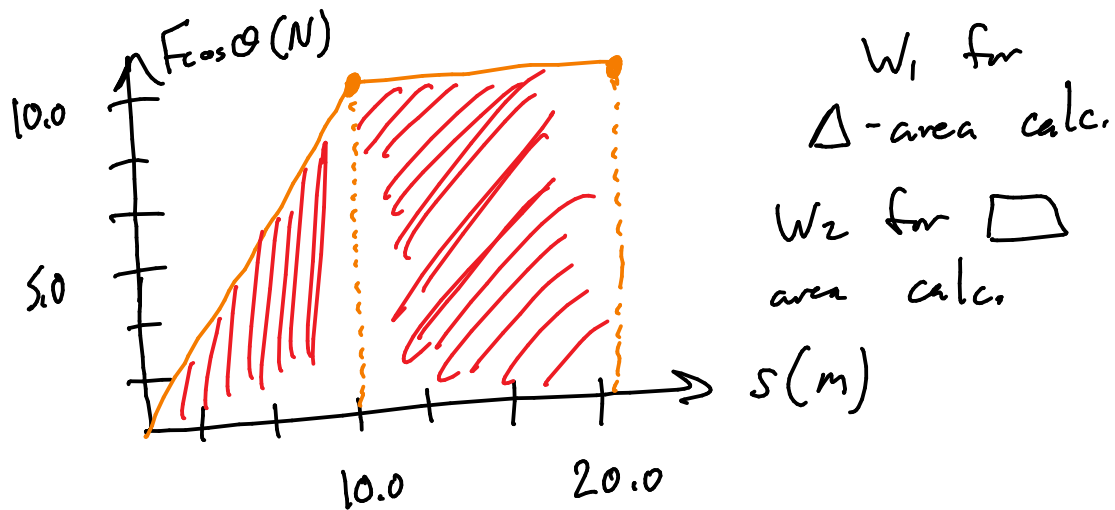 Fcosθ(N)
10.0
5.0
10.0
20.0
s(m)
W₁ for
△-area calc.
W₂ for
area calc.